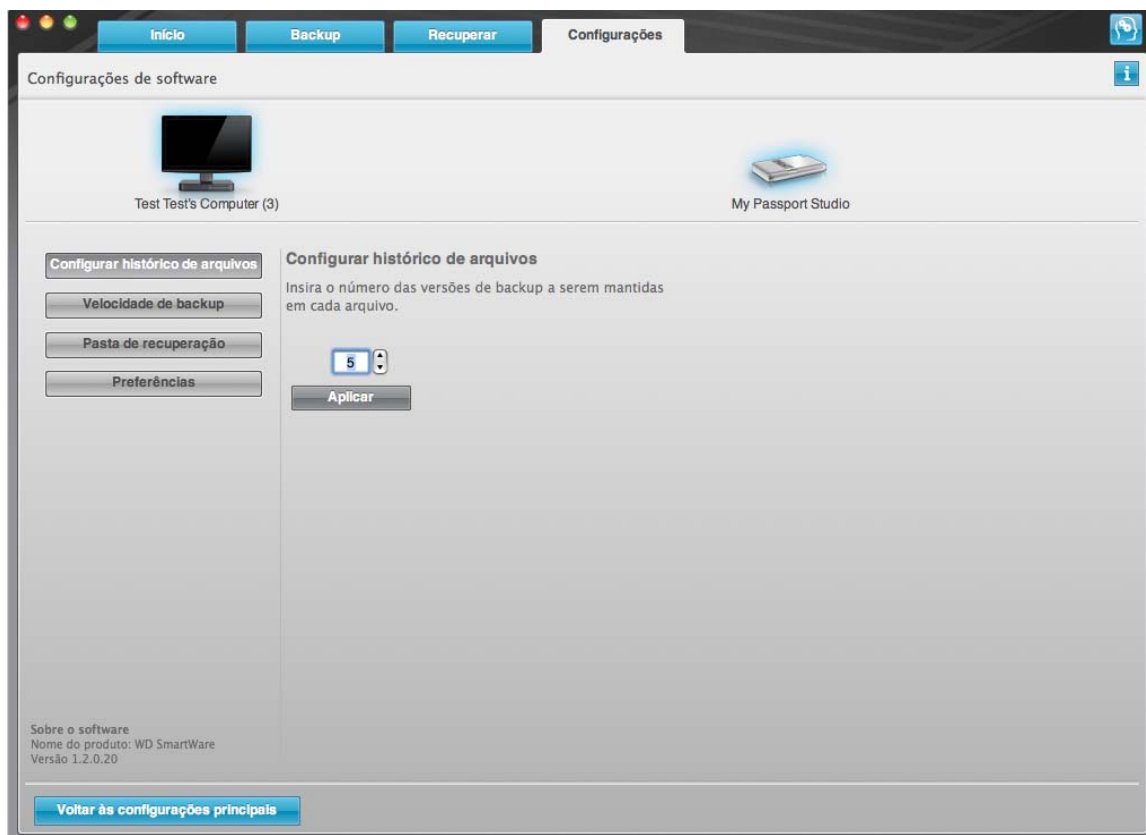 Início
Backup
Recuperar
Configurações
Configurações de software
i
Test Test's Computer (3)
My Passport Studio
Configurar histórico de arquivos
Velocidade de backup
Pasta de recuperação
Preferências
Configurar histórico de arquivos
Insira o número das versões de backup a serem mantidas
em cada arquivo.
5
Aplicar
Sobre o software
Nome do produto: WD SmartWare
Versão 1.2.0.20
Voltar às configurações principais